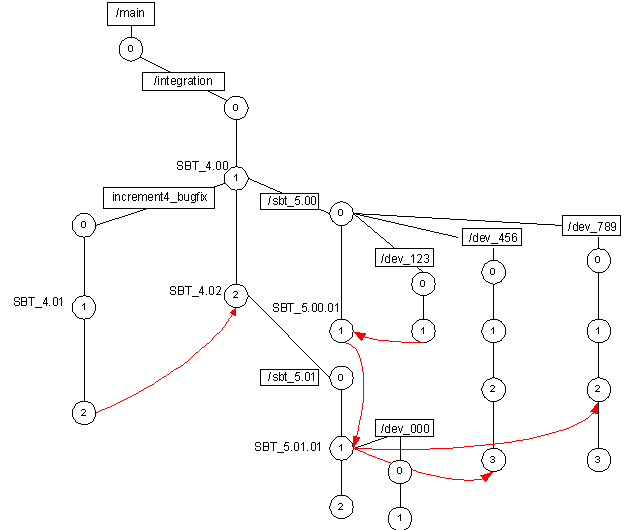 /main
0
/integration
0
SBT_4.00
1
increment4_bugfix
/sbt_5.00
0
0
/dev_789
/dev_456
/dev_123
0
0
0
SBT_4.01
1
SBT_4.02
2
SBT_5.00.01
1
1
1
1
/sbt_5.01
0
2
2
2
/dev_000
SBT_5.01.01
1
0
3
3
2
1